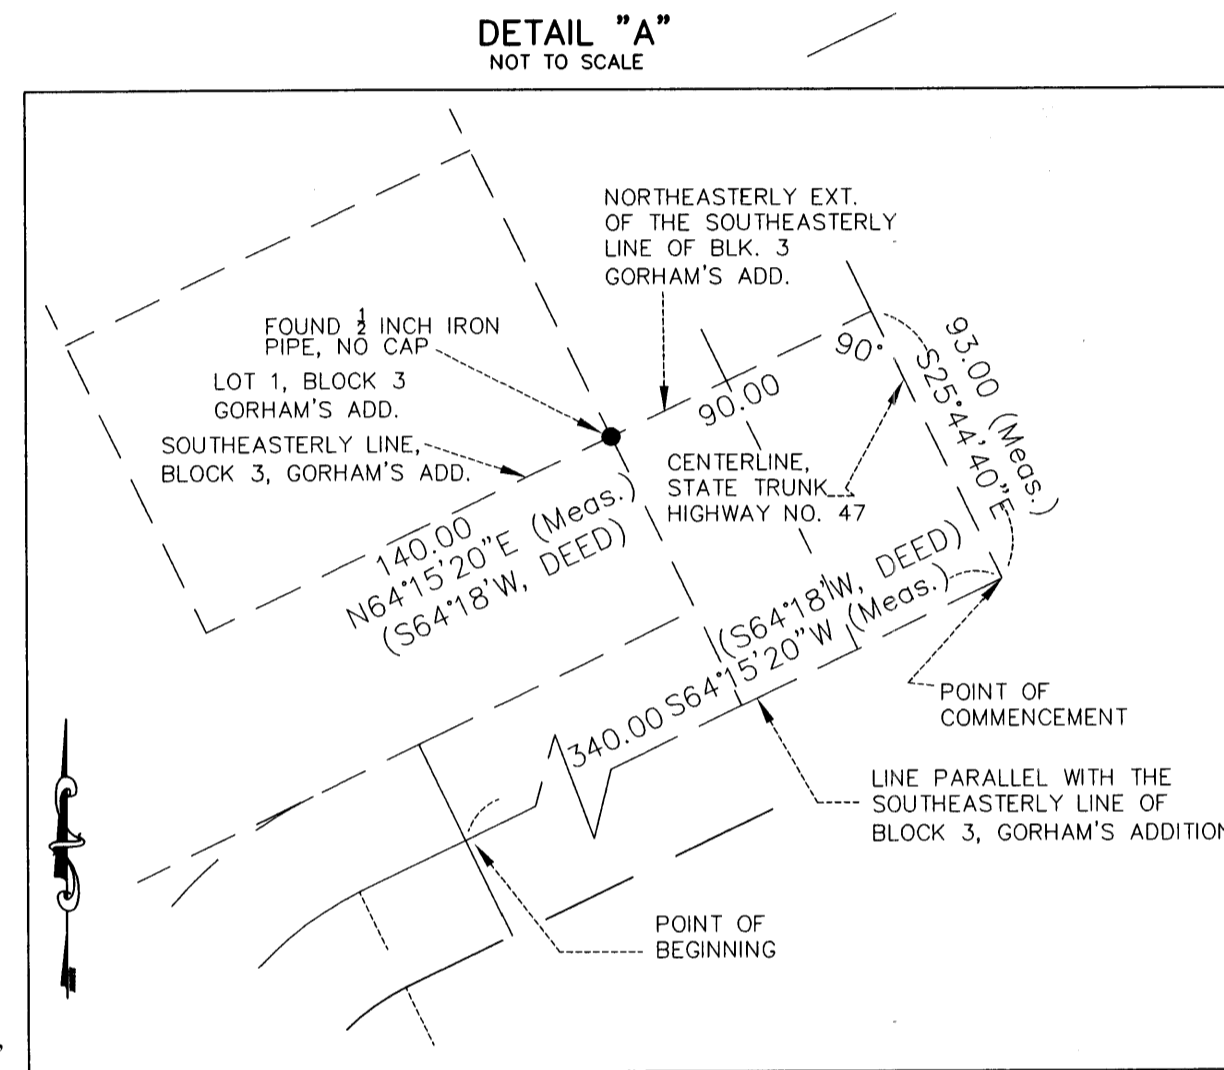 DETAIL "A"
NOT TO SCALE
NORTHEASTERLY EXT.
OF THE SOUTHEASTERLY
LINE OF BLK. 3
GORHAM'S ADD.
FOUND 1/2 INCH IRON
PIPE, NO CAP
LOT 1, BLOCK 3
GORHAM'S ADD.
SOUTHEASTERLY LINE,
BLOCK 3, GORHAM'S ADD.
90°
90.00
93.00 (Meas.)
S25°44'40"E
CENTERLINE,
STATE TRUNK
HIGHWAY NO. 47
140.00
N64°15'20"E (Meas.)
(S64°18'W, DEED)
(S64°18'W, DEED)
340.00 S64°15'20"W (Meas.)
POINT OF
COMMENCEMENT
LINE PARALLEL WITH THE
SOUTHEASTERLY LINE OF
BLOCK 3, GORHAM'S ADDITION
POINT OF
BEGINNING